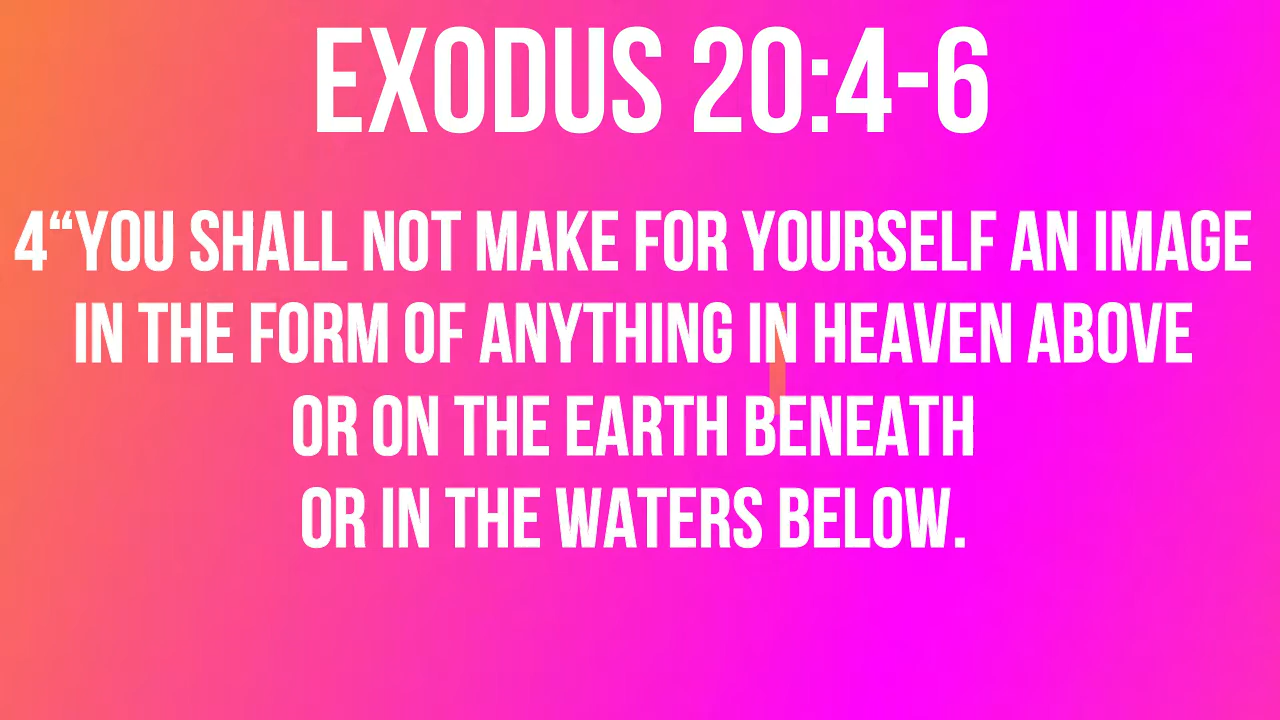 EXODUS 20:4-6
4“YOU SHALL NOT MAKE FOR YOURSELF AN IMAGE
IN THE FORM OF ANYTHING IN HEAVEN ABOVE
OR ON THE EARTH BENEATH
OR IN THE WATERS BELOW.